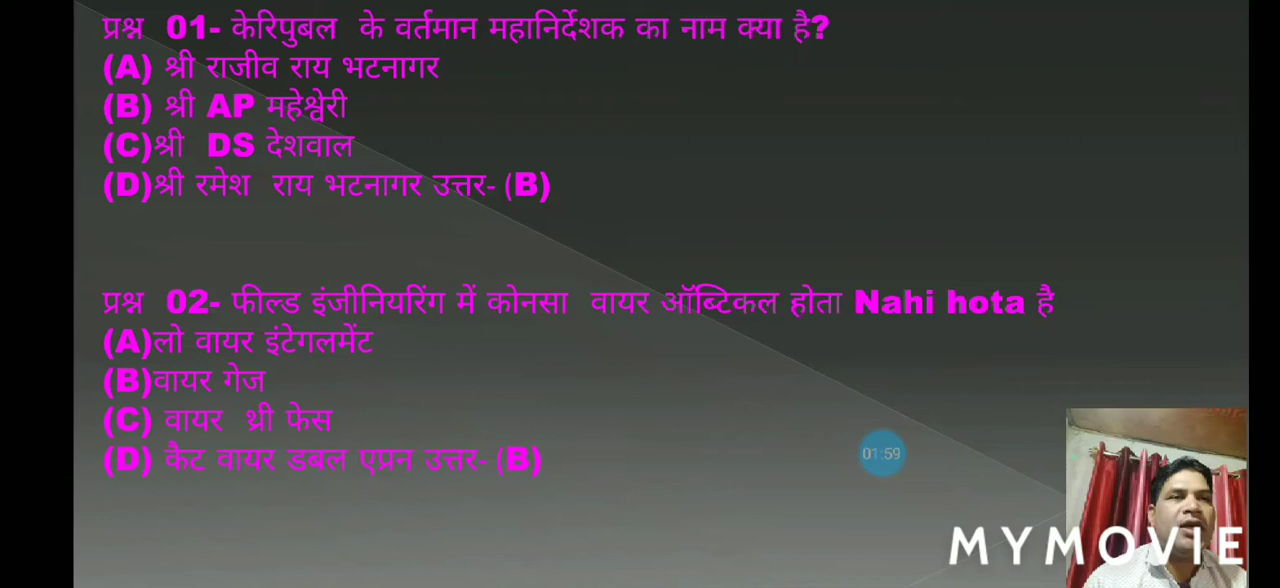 प्रश्न 01- केरिपुबल के वर्तमान महानिर्देशक का नाम क्या है?
(A) श्री राजीव राय भटनागर
(B) श्री AP महेश्वेरी
(C)श्री DS देशवाल
(D)श्री रमेश राय भटनागर उत्तर- (B)
प्रश्न 02- फील्ड इंजीनियरिंग में कोनसा वायर ऑब्टिकल होता Nahi hota है
(A)लो वायर इंटेगलमेंट
(B)वायर गेज
(C) वायर थ्री फेस
(D) कैट वायर डबल एप्रन उत्तर- (B)
01:59
MYMOVIE